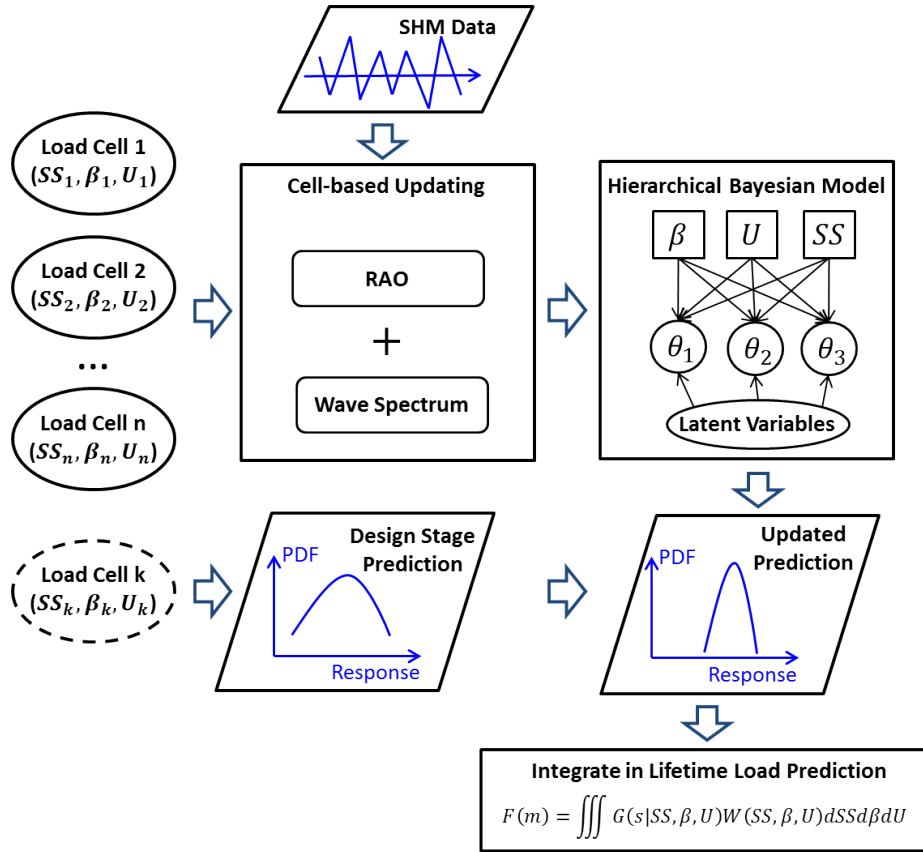 SHM Data
Load Cell 1
(SS₁, β₁, U₁)
Load Cell 2
(SS₂, β₂, U₂)
...
Load Cell n
(SSₙ, βₙ, Uₙ)
Cell-based Updating
RAO
+
Wave Spectrum
Hierarchical Bayesian Model
β U SS
θ₁ θ₂ θ₃
Latent Variables
Load Cell k
(SSₖ, βₖ, Uₖ)
Design Stage
Prediction
PDF
Response
Updated
Prediction
PDF
Response
Integrate in Lifetime Load Prediction
F(m) = ∭ G(s|SS, β, U)W(SS, β, U)dSSdβdU